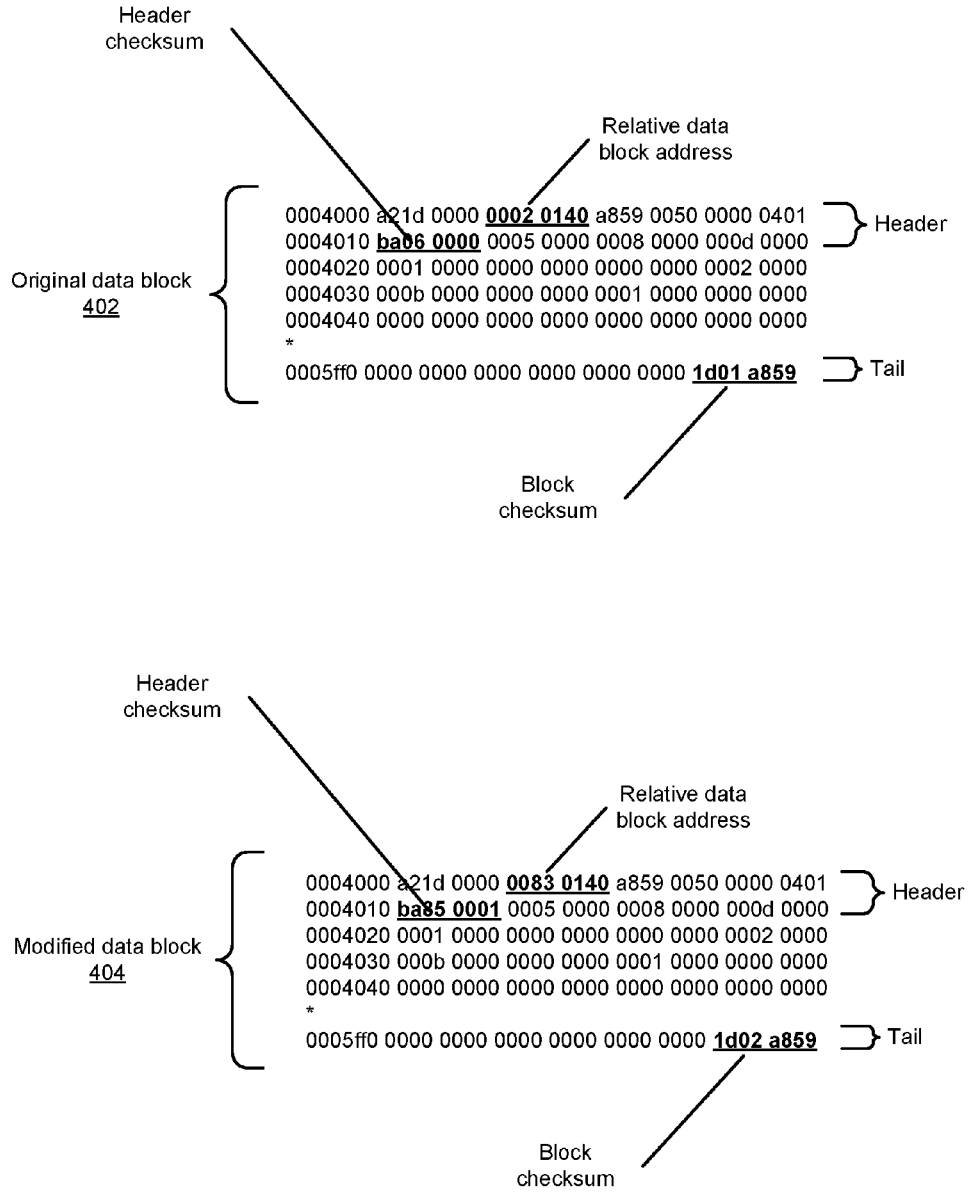 Header
checksum
Relative data
block address
0004000 a21d 0000 0002 0140 a859 0050 0000 0401
0004010 ba06 0000 0005 0000 0008 0000 000d 0000
0004020 0001 0000 0000 0000 0000 0000 0002 0000
0004030 000b 0000 0000 0000 0001 0000 0000 0000
0004040 0000 0000 0000 0000 0000 0000 0000 0000
*
0005ff0 0000 0000 0000 0000 0000 0000 1d01 a859
Header
Original data block
402
Tail
Block
checksum
Header
checksum
Relative data
block address
0004000 a21d 0000 0083 0140 a859 0050 0000 0401
0004010 ba85 0001 0005 0000 0008 0000 000d 0000
0004020 0001 0000 0000 0000 0000 0000 0002 0000
0004030 000b 0000 0000 0000 0001 0000 0000 0000
0004040 0000 0000 0000 0000 0000 0000 0000 0000
*
0005ff0 0000 0000 0000 0000 0000 0000 1d02 a859
Header
Modified data block
404
Tail
Block
checksum